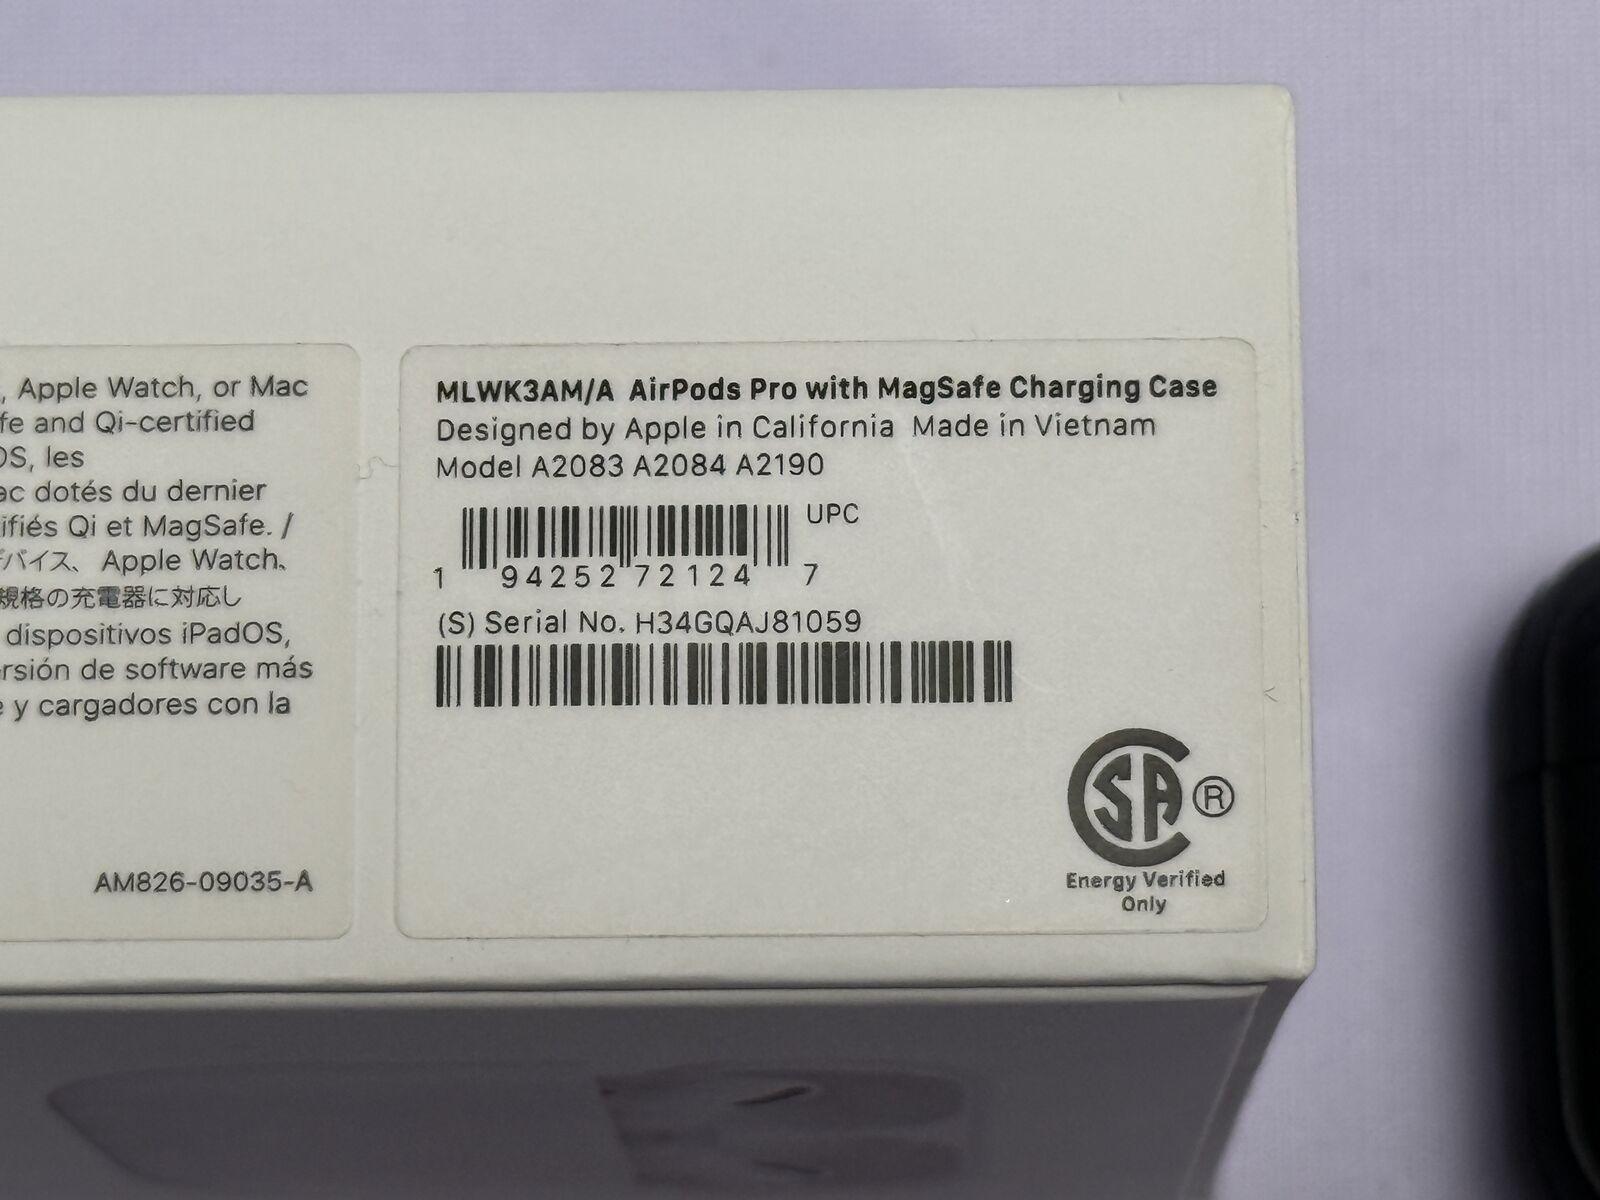 , Apple Watch, or Mac
fe and Qi-certified
OS, les
ac dotés du dernier
ifiés Qi et MagSafe. /
バイス、 Apple Watch、
規格の充電器に対応し
dispositivos iPadOS,
rsión de software más
e y cargadores con la
AM826-09035-A
MLWK3AM/A AirPods Pro with MagSafe Charging Case
Designed by Apple in California Made in Vietnam
Model A2083 A2084 A2190
UPC
1 94252 72124 7
(S) Serial No. H34GQAJ81059
CSA ®
Energy Verified
Only